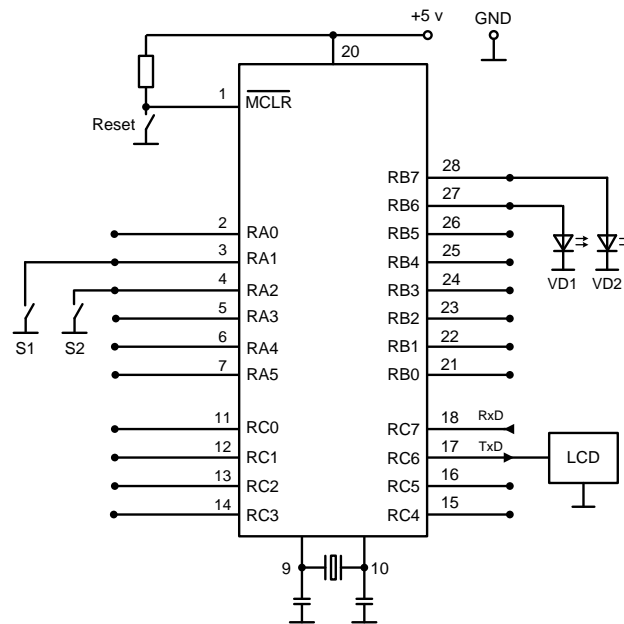 +5 v
GND
20
1
MCLR
Reset
28
RB7
27
RB6
2
RA0
26
RB5
3
RA1
25
RB4
4
RA2
24
RB3
5
RA3
23
RB2
6
RA4
22
RB1
7
RA5
21
RB0
S1
S2
VD1
VD2
11
RC0
18
RxD
RC7
12
RC1
17
TxD
RC6
LCD
13
RC2
16
RC5
14
RC3
15
RC4
9
10